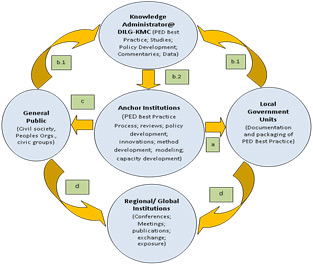 Knowledge
Administrator@
DILG-KMC (PED Best
Practice; Studies;
Policy Development;
Commentaries; Data)
b.1
b.1
b.2
General
Public
(Civil society,
Peoples Orgs.,
civic groups)
c
Anchor Institutions
(PED Best Practice
Process; reviews; policy
development;
innovations; method
development; modeling;
capacity development)
a
Local
Government
Units
(Documentation
and packaging of
PED Best Practice)
d
d
Regional/ Global
Institutions
(Conferences;
Meetings;
publications;
exchange;
exposure)